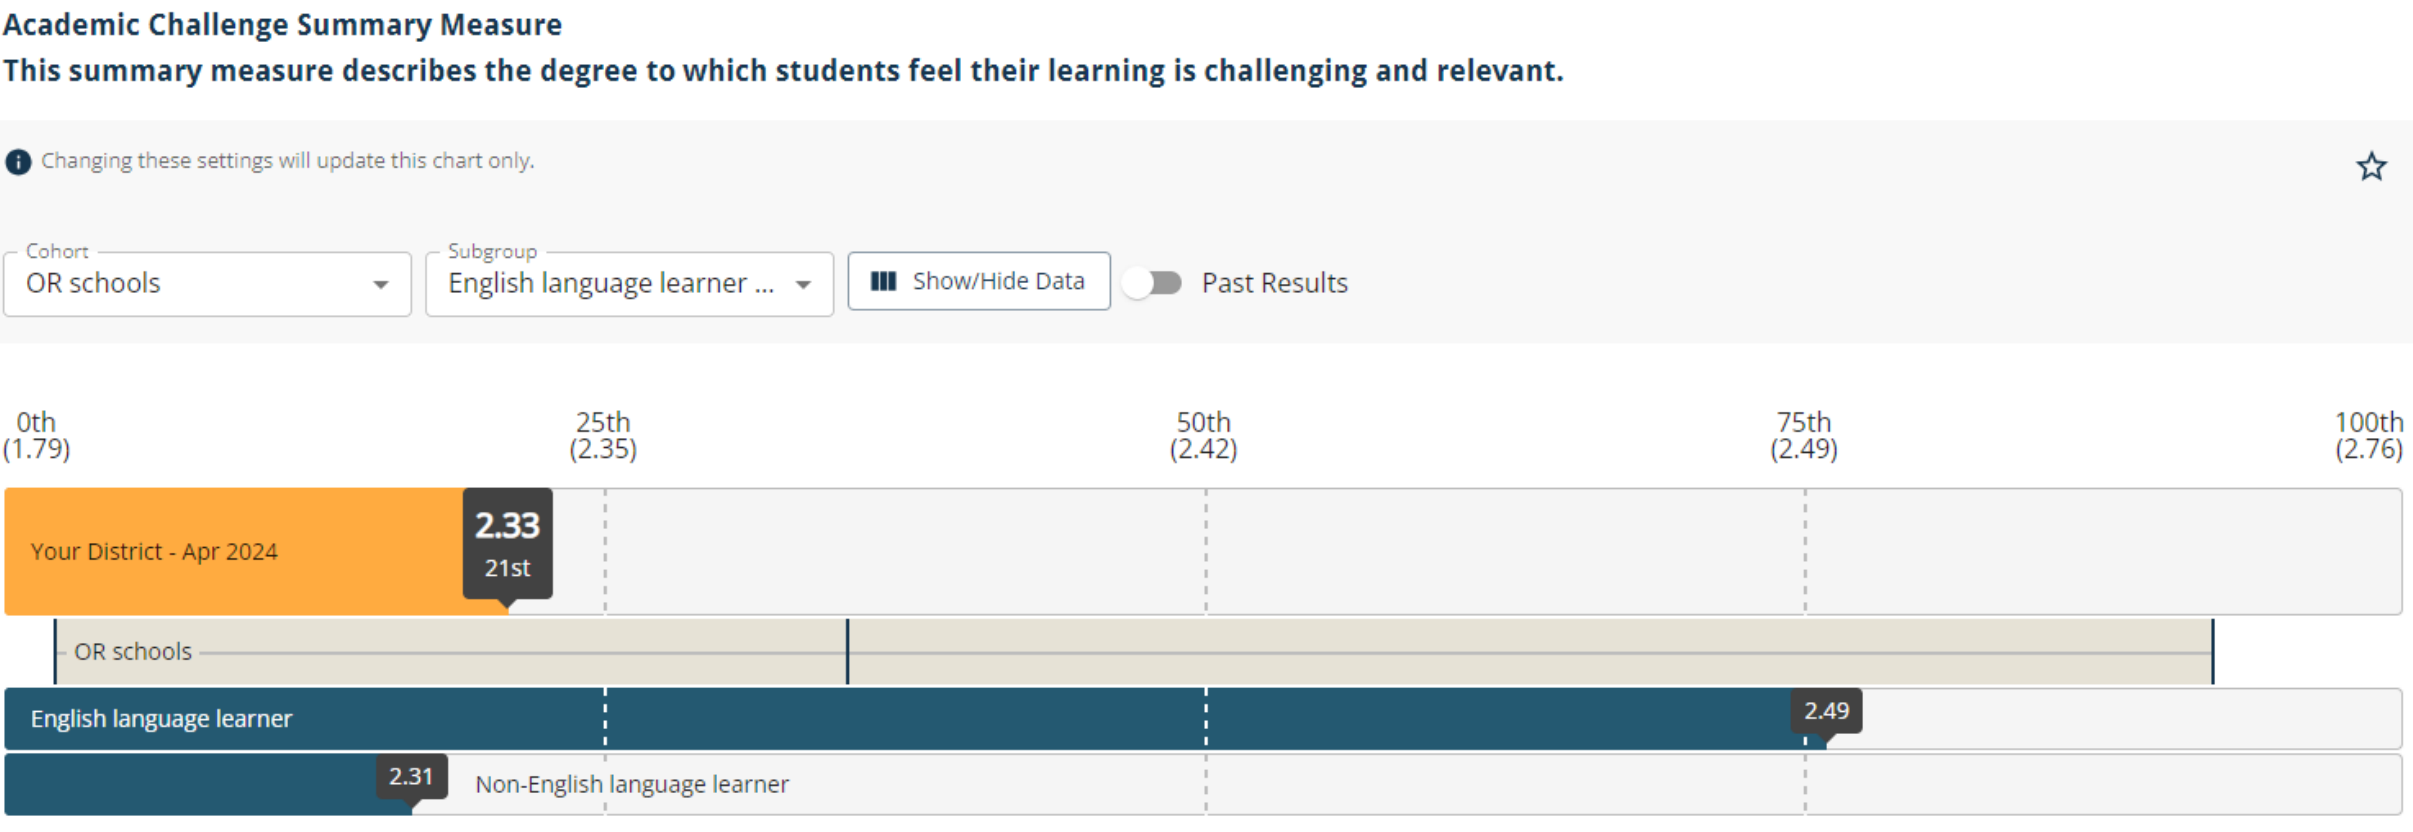 Academic Challenge Summary Measure
This summary measure describes the degree to which students feel their learning is challenging and relevant.
Changing these settings will update this chart only.
Cohort
OR schools
Subgroup
English language learner ...
Show/Hide Data
Past Results
0th
(1.79)
25th
(2.35)
50th
(2.42)
75th
(2.49)
100th
(2.76)
Your District - Apr 2024
2.33
21st
OR schools
English language learner
2.49
2.31
Non-English language learner